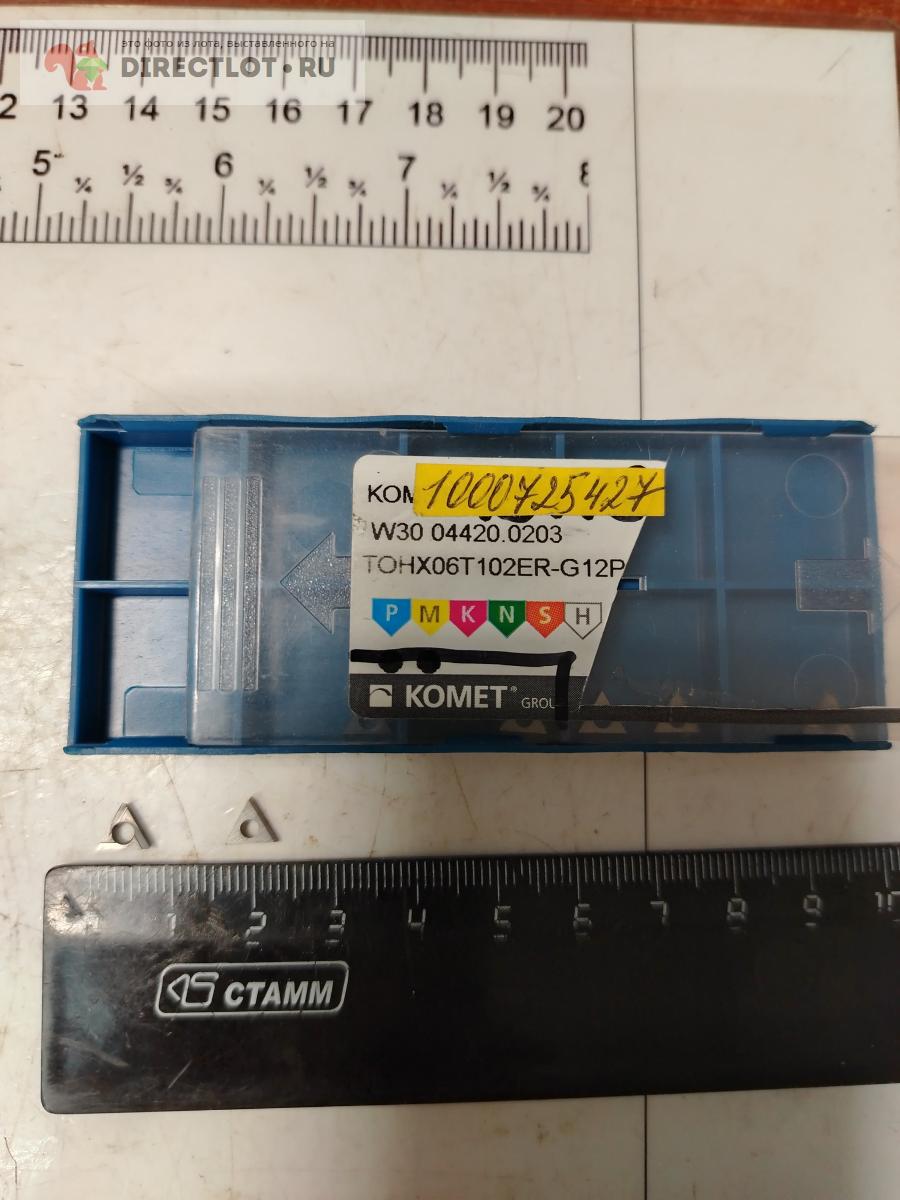 это фото из лота, выставленного на
DIRECTLOT.RU
2 13 14 15 16 17 18 19 20
5 ¼ ½ ¾ 6 ¼ ½ ¾ 7 ¼ ½ ¾ 8
KOM 1000725427
W30 04420.0203
TOHX06T102ER-G12P
P M K N S H
KOMET® GROU
1 2 3 4 5 6 7 8 9 10
СТАММ